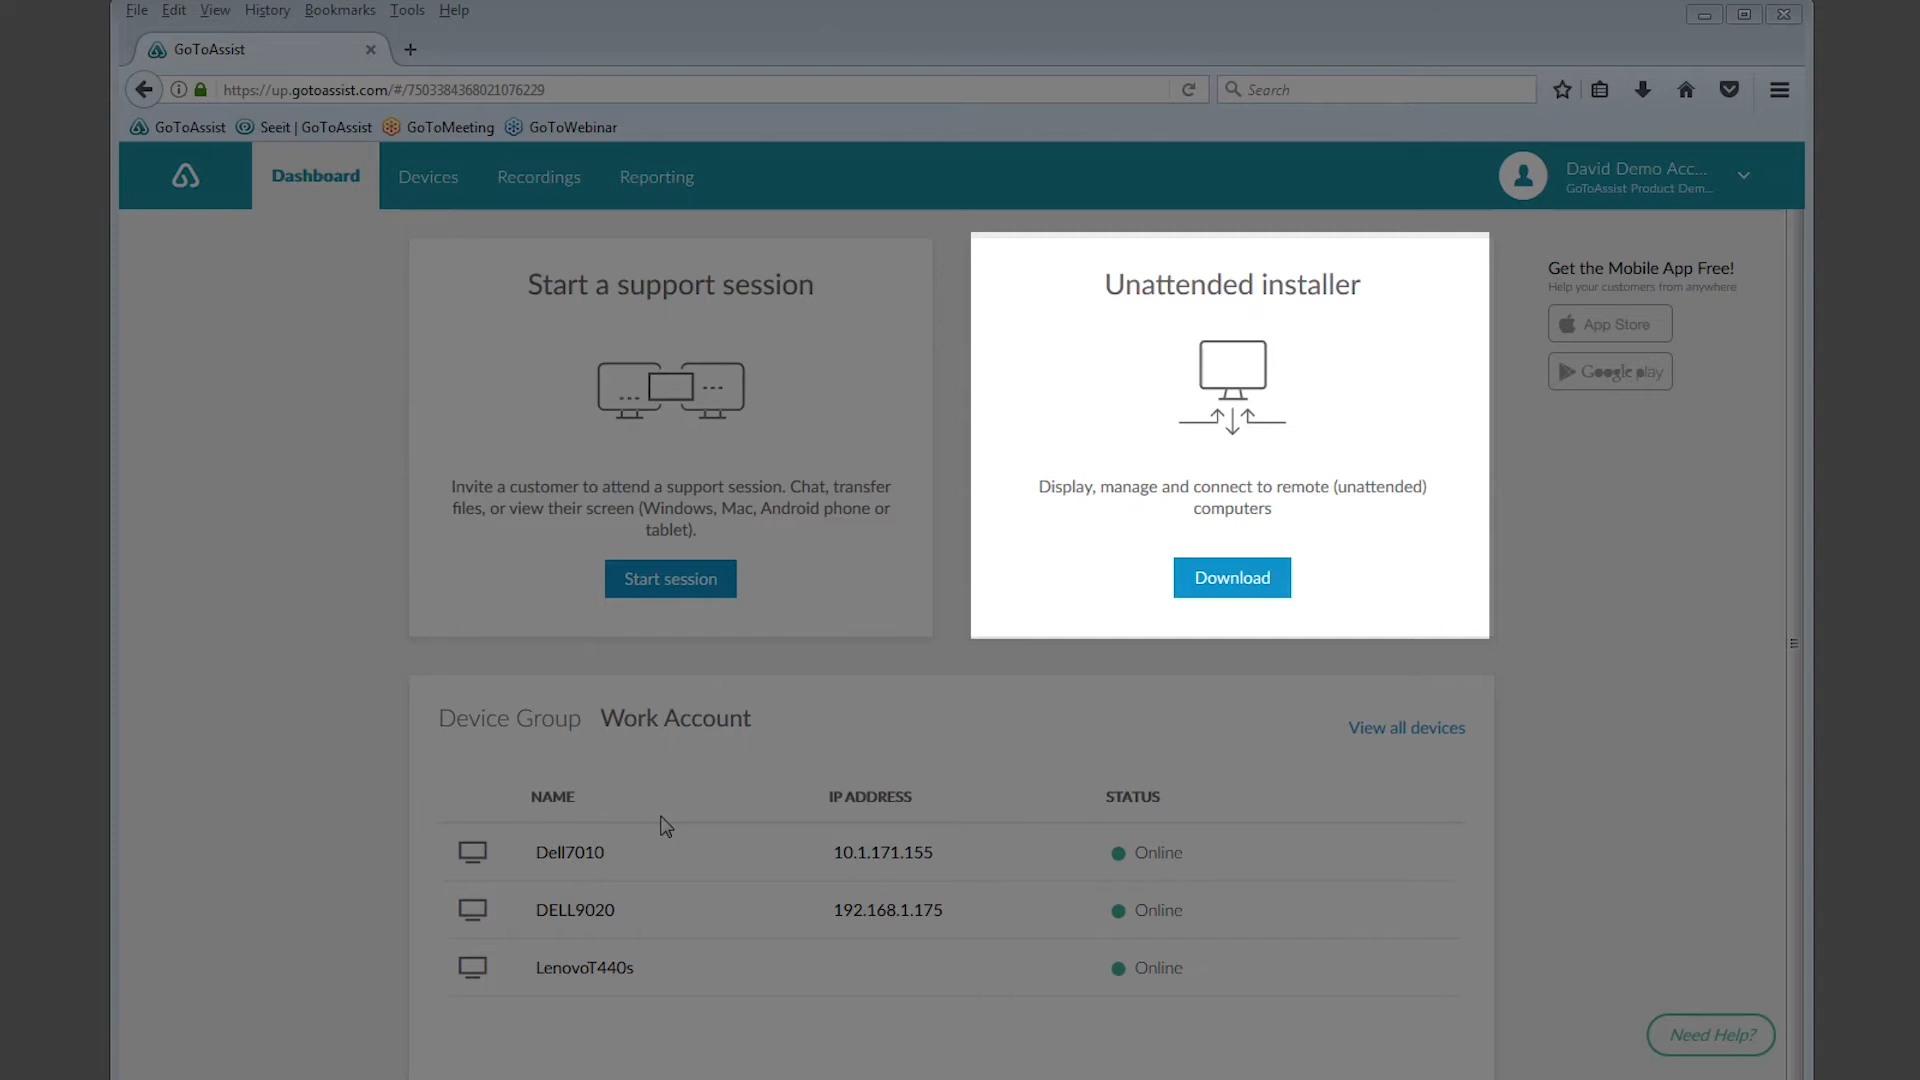 File Edit View History Bookmarks Tools Help
GoToAssist
https://up.gotoassist.com/#/7503384368021076229
Search
GoToAssist Seeit | GoToAssist GoToMeeting GoToWebinar
Dashboard Devices Recordings Reporting
David Demo Acc...
GoToAssist Product Dem...
Start a support session
Invite a customer to attend a support session. Chat, transfer
files, or view their screen (Windows, Mac, Android phone or
tablet).
Start session
Unattended installer
Display, manage and connect to remote (unattended)
computers
Download
Get the Mobile App Free!
Help your customers from anywhere
App Store
Google play
Device Group Work Account
View all devices
NAME IP ADDRESS STATUS
Dell7010 10.1.171.155 Online
DELL9020 192.168.1.175 Online
LenovoT440s Online
Need Help?